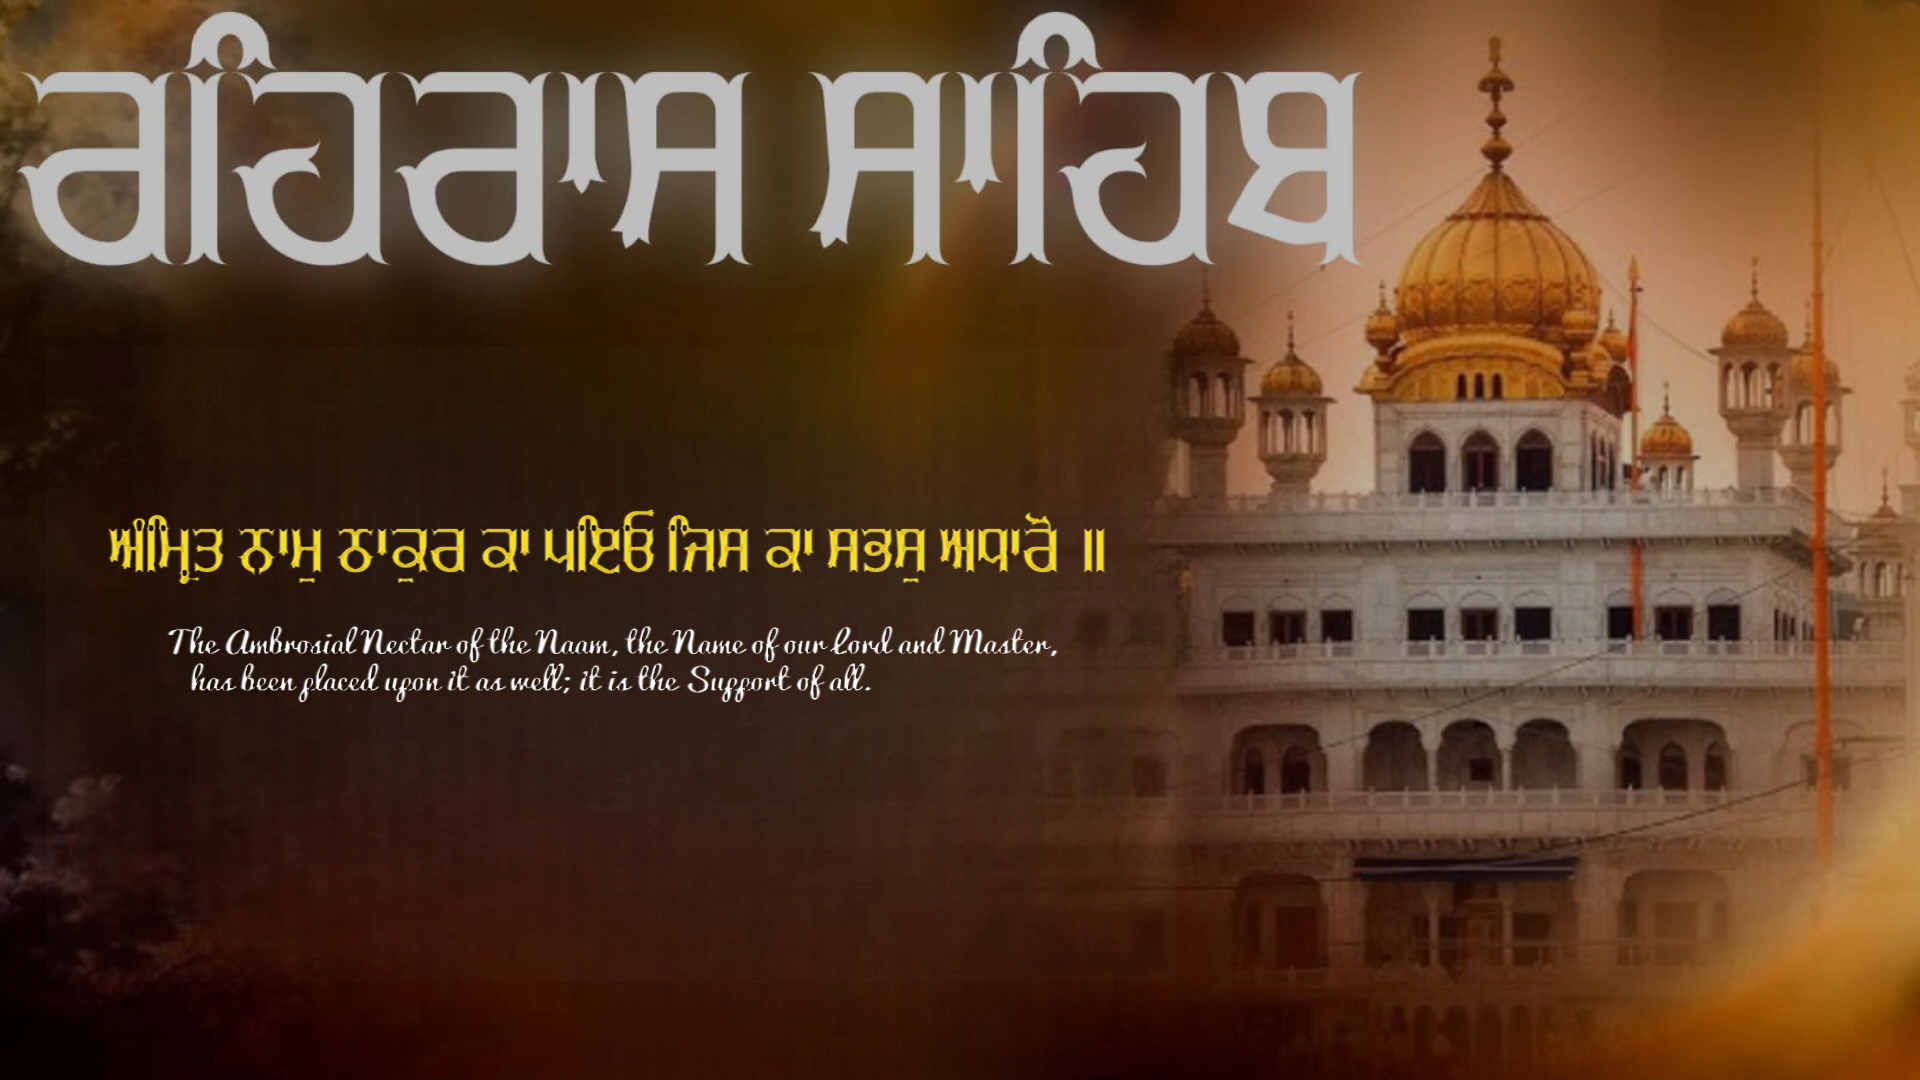 ਰਹਿਰਾਸ ਸਾਹਿਬ
ਅੰਮ੍ਰਿਤ ਨਾਮੁ ਠਾਕੁਰ ਕਾ ਪਇਓ ਜਿਸ ਕਾ ਸਭਸੁ ਅਧਾਰੋ ॥
The Ambrosial Nectar of the Naam, the Name of our Lord and Master,
has been placed upon it as well; it is the Support of all.